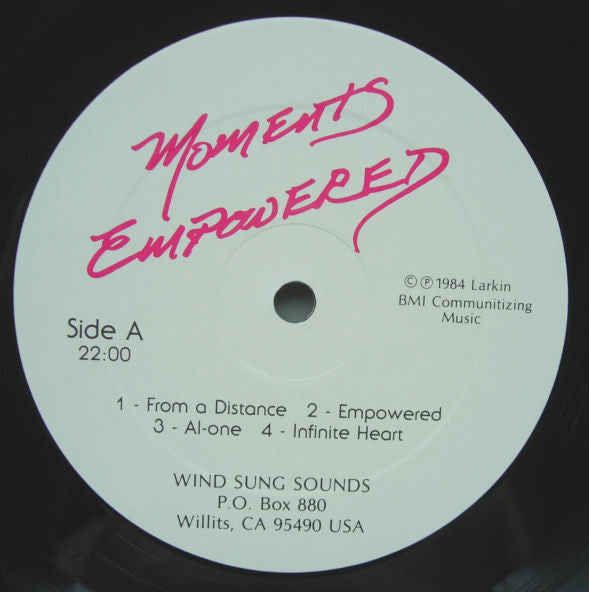 Moments
Empowered
Side A
22:00
© ℗ 1984 Larkin
BMI Communitizing
Music
1 - From a Distance 2 - Empowered
3 - Al-one 4 - Infinite Heart
WIND SUNG SOUNDS
P.O. Box 880
Willits, CA 95490 USA